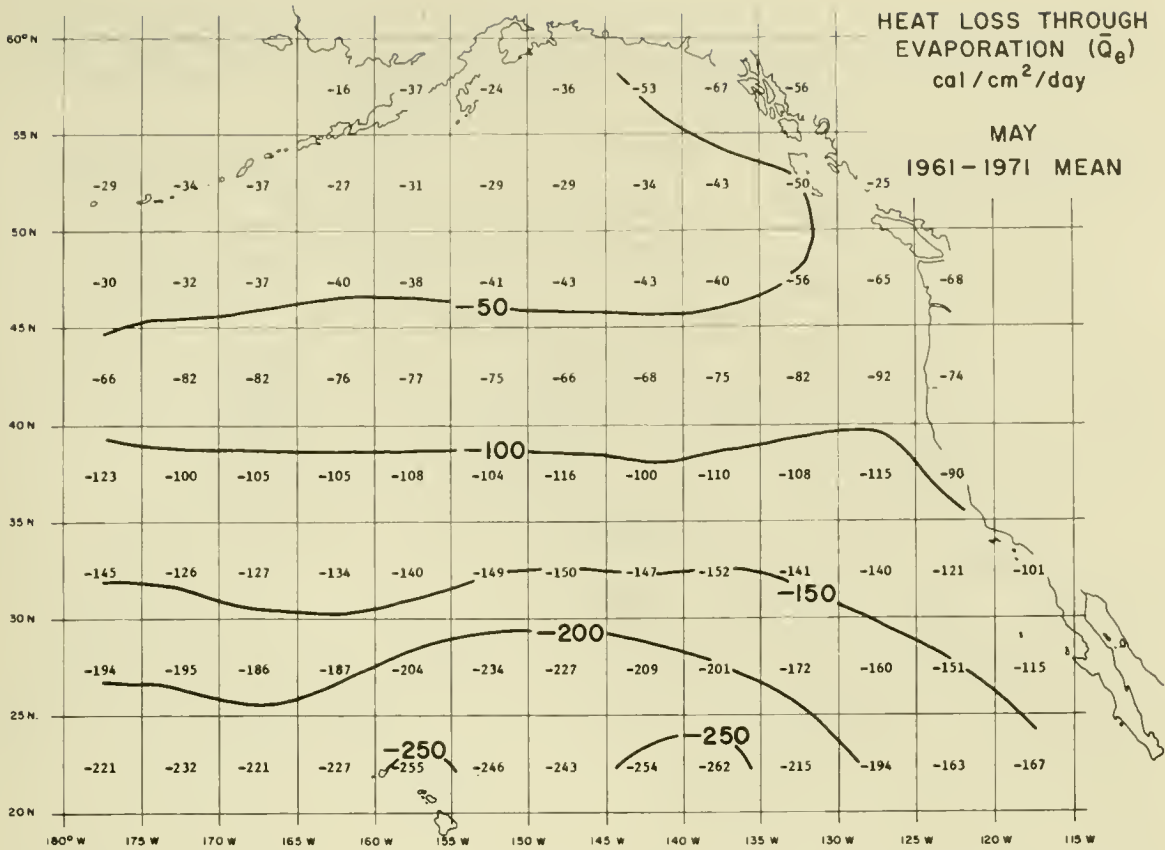 HEAT LOSS THROUGH
EVAPORATION (Q̄e)
cal/cm²/day
MAY
1961-1971 MEAN
60°N
-16 -37 -24 -36 -53 -67 -56
55 N
-29 -34 -37 -27 -31 -29 -29 -34 -43 -50 -25
50 N
-30 -32 -37 -40 -38 -41 -43 -43 -40 -56 -65 -68
-50
45 N
-66 -82 -82 -76 -77 -75 -66 -68 -75 -82 -92 -74
40 N
-100
-123 -100 -105 -105 -108 -104 -116 -100 -110 -108 -115 -90
35 N
-145 -126 -127 -134 -140 -149 -150 -147 -152 -141 -140 -121 -101
-150
30 N
-200
-194 -195 -186 -187 -204 -234 -227 -209 -201 -172 -160 -151 -115
25 N.
-250 -250
-221 -232 -221 -227 -255 -246 -243 -254 -262 -215 -194 -163 -167
20 N
180° W 175 W 170 W 165 W 160 W 155 W 150 W 145 W 140 W 135 W 130 W 125 W 120 W 115 W